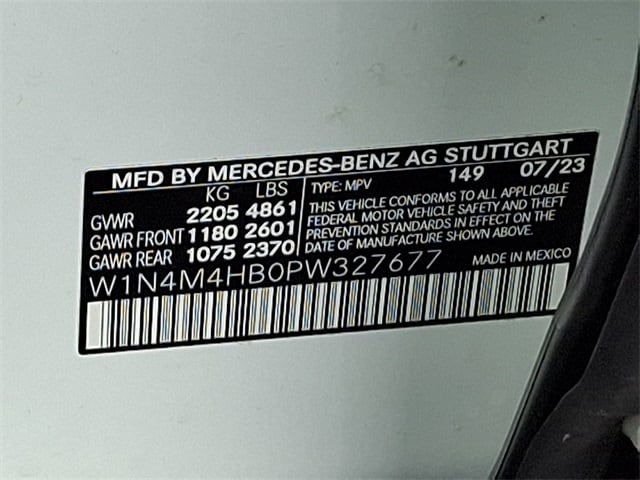 MFD BY MERCEDES-BENZ AG STUTTGART
KG LBS TYPE: MPV 149 07/23
GVWR 2205 4861
GAWR FRONT 1180 2601
GAWR REAR 1075 2370
THIS VEHICLE CONFORMS TO ALL APPLICABLE
FEDERAL MOTOR VEHICLE SAFETY AND THEFT
PREVENTION STANDARDS IN EFFECT ON THE
DATE OF MANUFACTURE SHOWN ABOVE.
W1N4M4HB0PW327677 MADE IN MEXICO